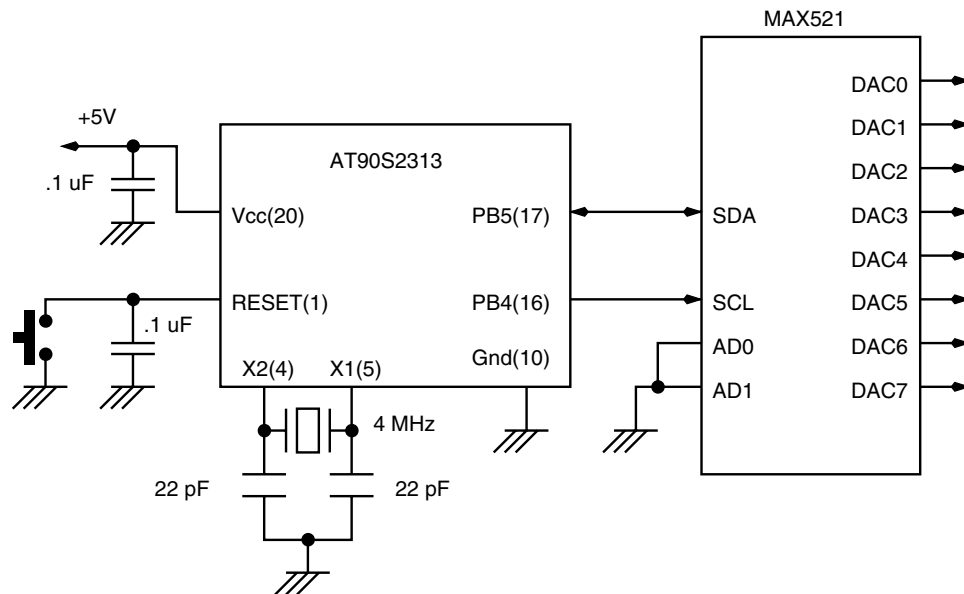 MAX521
DAC0
+5V
DAC1
AT90S2313
DAC2
.1 uF
Vcc(20)
PB5(17)
SDA
DAC3
DAC4
RESET(1)
PB4(16)
SCL
DAC5
.1 uF
AD0
DAC6
Gnd(10)
X2(4)
X1(5)
AD1
DAC7
4 MHz
22 pF
22 pF